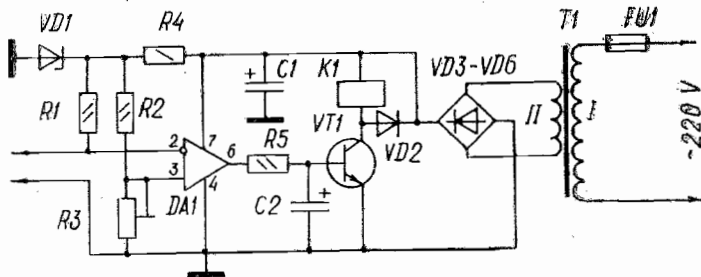 VD1
R4
T1
FU1
C1
K1
VD3-VD6
R1
R2
VT1
VD2
II
I
~220 V
2
7
6
R5
3
4
DA1
C2
R3
+
+